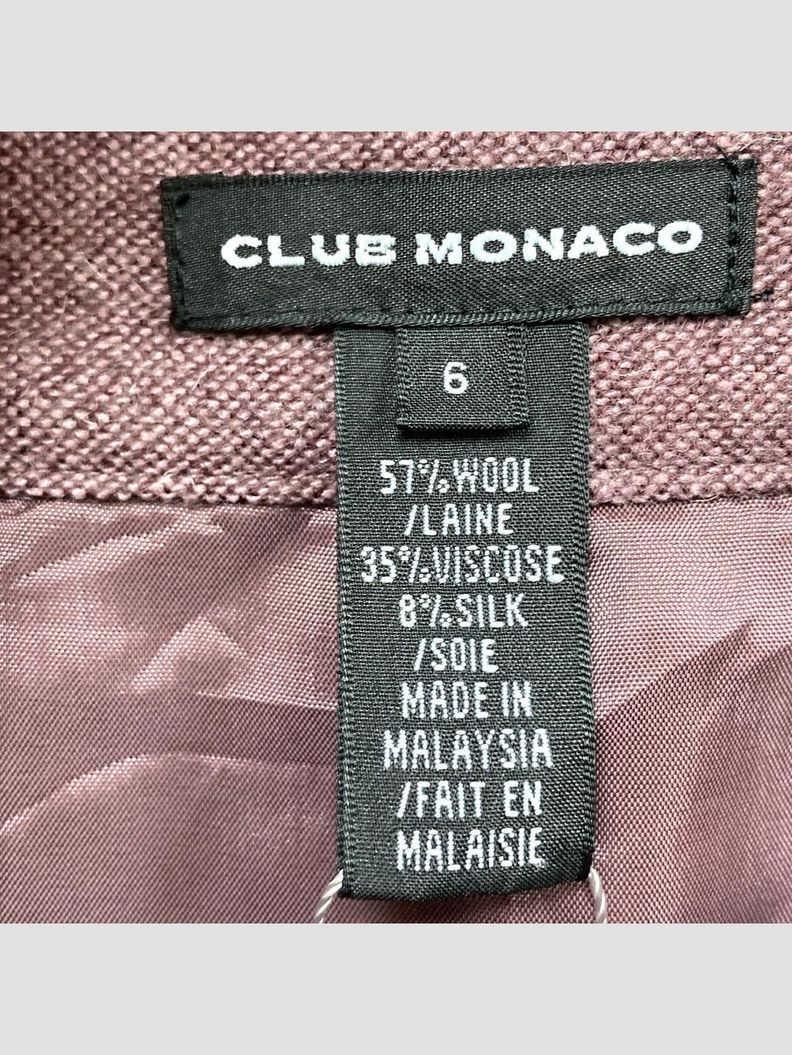 CLUB MONACO
6
57% WOOL
/LAINE
35% VISCOSE
8% SILK
/SOIE
MADE IN
MALAYSIA
/FAIT EN
MALAISIE